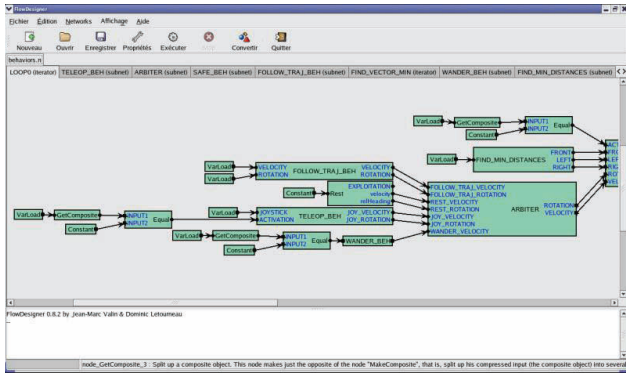 FlowDesigner
Fichier Édition Networks Affichage Aide
Nouveau Ouvrir Enregistrer Propriétés Exécuter Convertir Quitter
behaviors.n
LOOP0 (iterator) TELEOP_BEH (subnet) ARBITER (subnet) SAFE_BEH (subnet) FOLLOW_TRAJ_BEH (subnet) FIND_VECTOR_MIN (iterator) WANDER_BEH (subnet) FIND_MIN_DISTANCES (subnet)
VarLoad GetComposite INPUT1 Equal
Constant INPUT2
VarLoad FIND_MIN_DISTANCES FRONT
LEFT
RIGHT
VarLoad VELOCITY FOLLOW_TRAJ_BEH VELOCITY
VarLoad ROTATION ROTATION
Constant Rest EXPLOITATION
velocity
relHeading
FOLLOW_TRAJ_VELOCITY
FOLLOW_TRAJ_ROTATION
REST_VELOCITY
REST_ROTATION
JOY_VELOCITY
JOY_ROTATION
WANDER_VELOCITY
ARBITER ROTATION
VELOCITY
VarLoad GetComposite INPUT1 Equal
Constant INPUT2
VarLoad JOYSTICK TELEOP_BEH JOY_VELOCITY
ACTIVATION JOY_ROTATION
VarLoad GetComposite INPUT1 Equal WANDER_BEH
Constant INPUT2
FlowDesigner 0.8.2 by Jean-Marc Valin & Dominic Letourneau
node_GetComposite_3 : Split up a composite object. This node makes just the opposite of the node "MakeComposite", that is, split up his compressed input (the composite object) into several